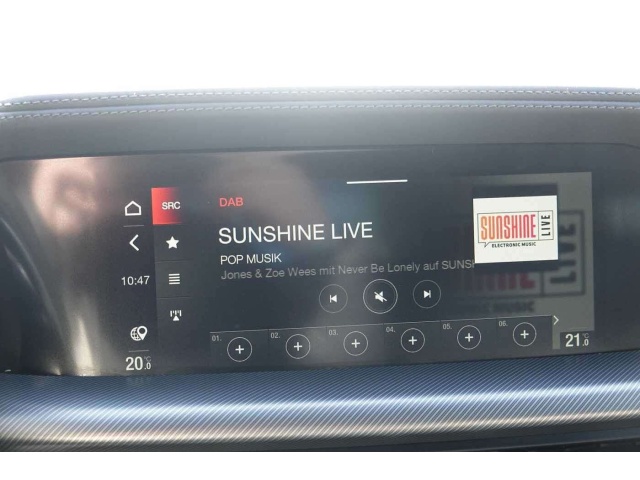 SRC
DAB
SUNSHINE LIVE
POP MUSIK
Jones & Zoe Wees mit Never Be Lonely auf SUNSH
SUNSHINE LIVE
ELECTRONIC MUSIC
10:47
01. 02. 03. 04. 05. 06.
20.0 °C
21.0 °C